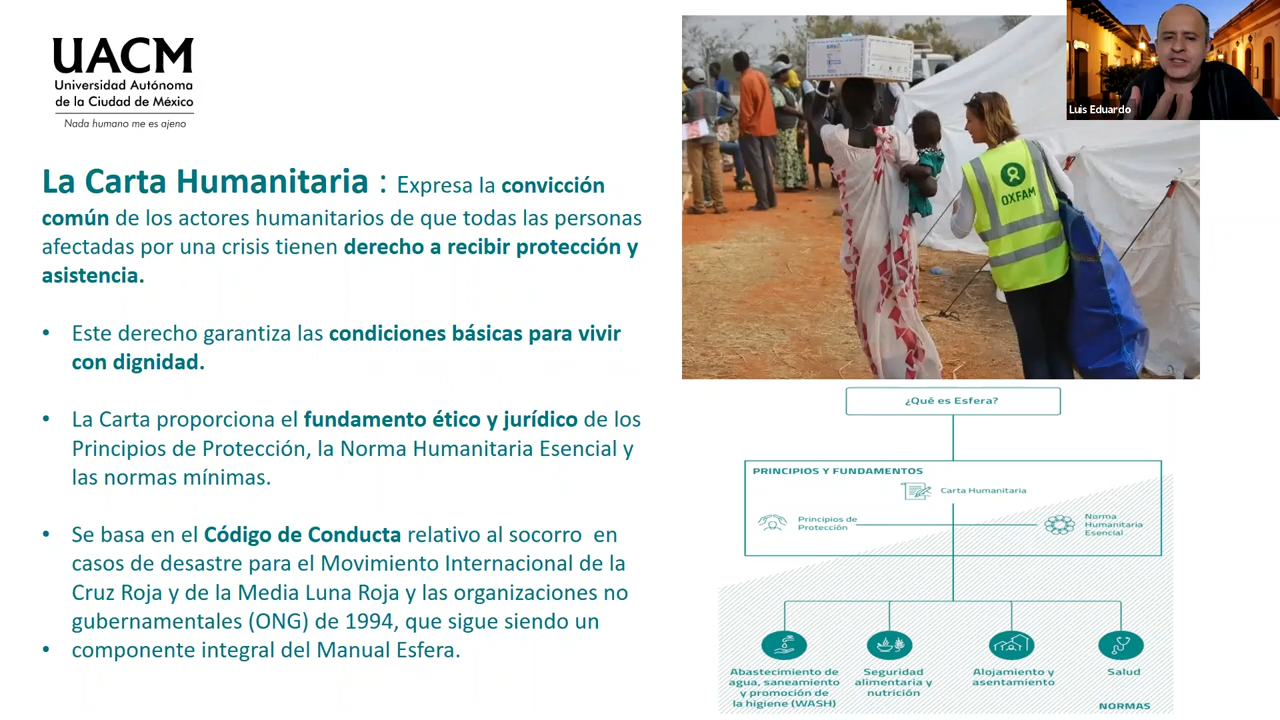 UACM
Universidad Autónoma
de la Ciudad de México
Nada humano me es ajeno
La Carta Humanitaria : Expresa la convicción
común de los actores humanitarios de que todas las personas
afectadas por una crisis tienen derecho a recibir protección y
asistencia.
• Este derecho garantiza las condiciones básicas para vivir
con dignidad.
• La Carta proporciona el fundamento ético y jurídico de los
Principios de Protección, la Norma Humanitaria Esencial y
las normas mínimas.
• Se basa en el Código de Conducta relativo al socorro en
casos de desastre para el Movimiento Internacional de la
Cruz Roja y de la Media Luna Roja y las organizaciones no
gubernamentales (ONG) de 1994, que sigue siendo un
• componente integral del Manual Esfera.
OXFAM
Luis Eduardo
¿Qué es Esfera?
PRINCIPIOS Y FUNDAMENTOS
Carta Humanitaria
Principios de
Protección
Norma
Humanitaria
Esencial
Abastecimiento de
agua, saneamiento
y promoción de
la higiene (WASH)
Seguridad
alimentaria y
nutrición
Alojamiento y
asentamiento
Salud
NORMAS